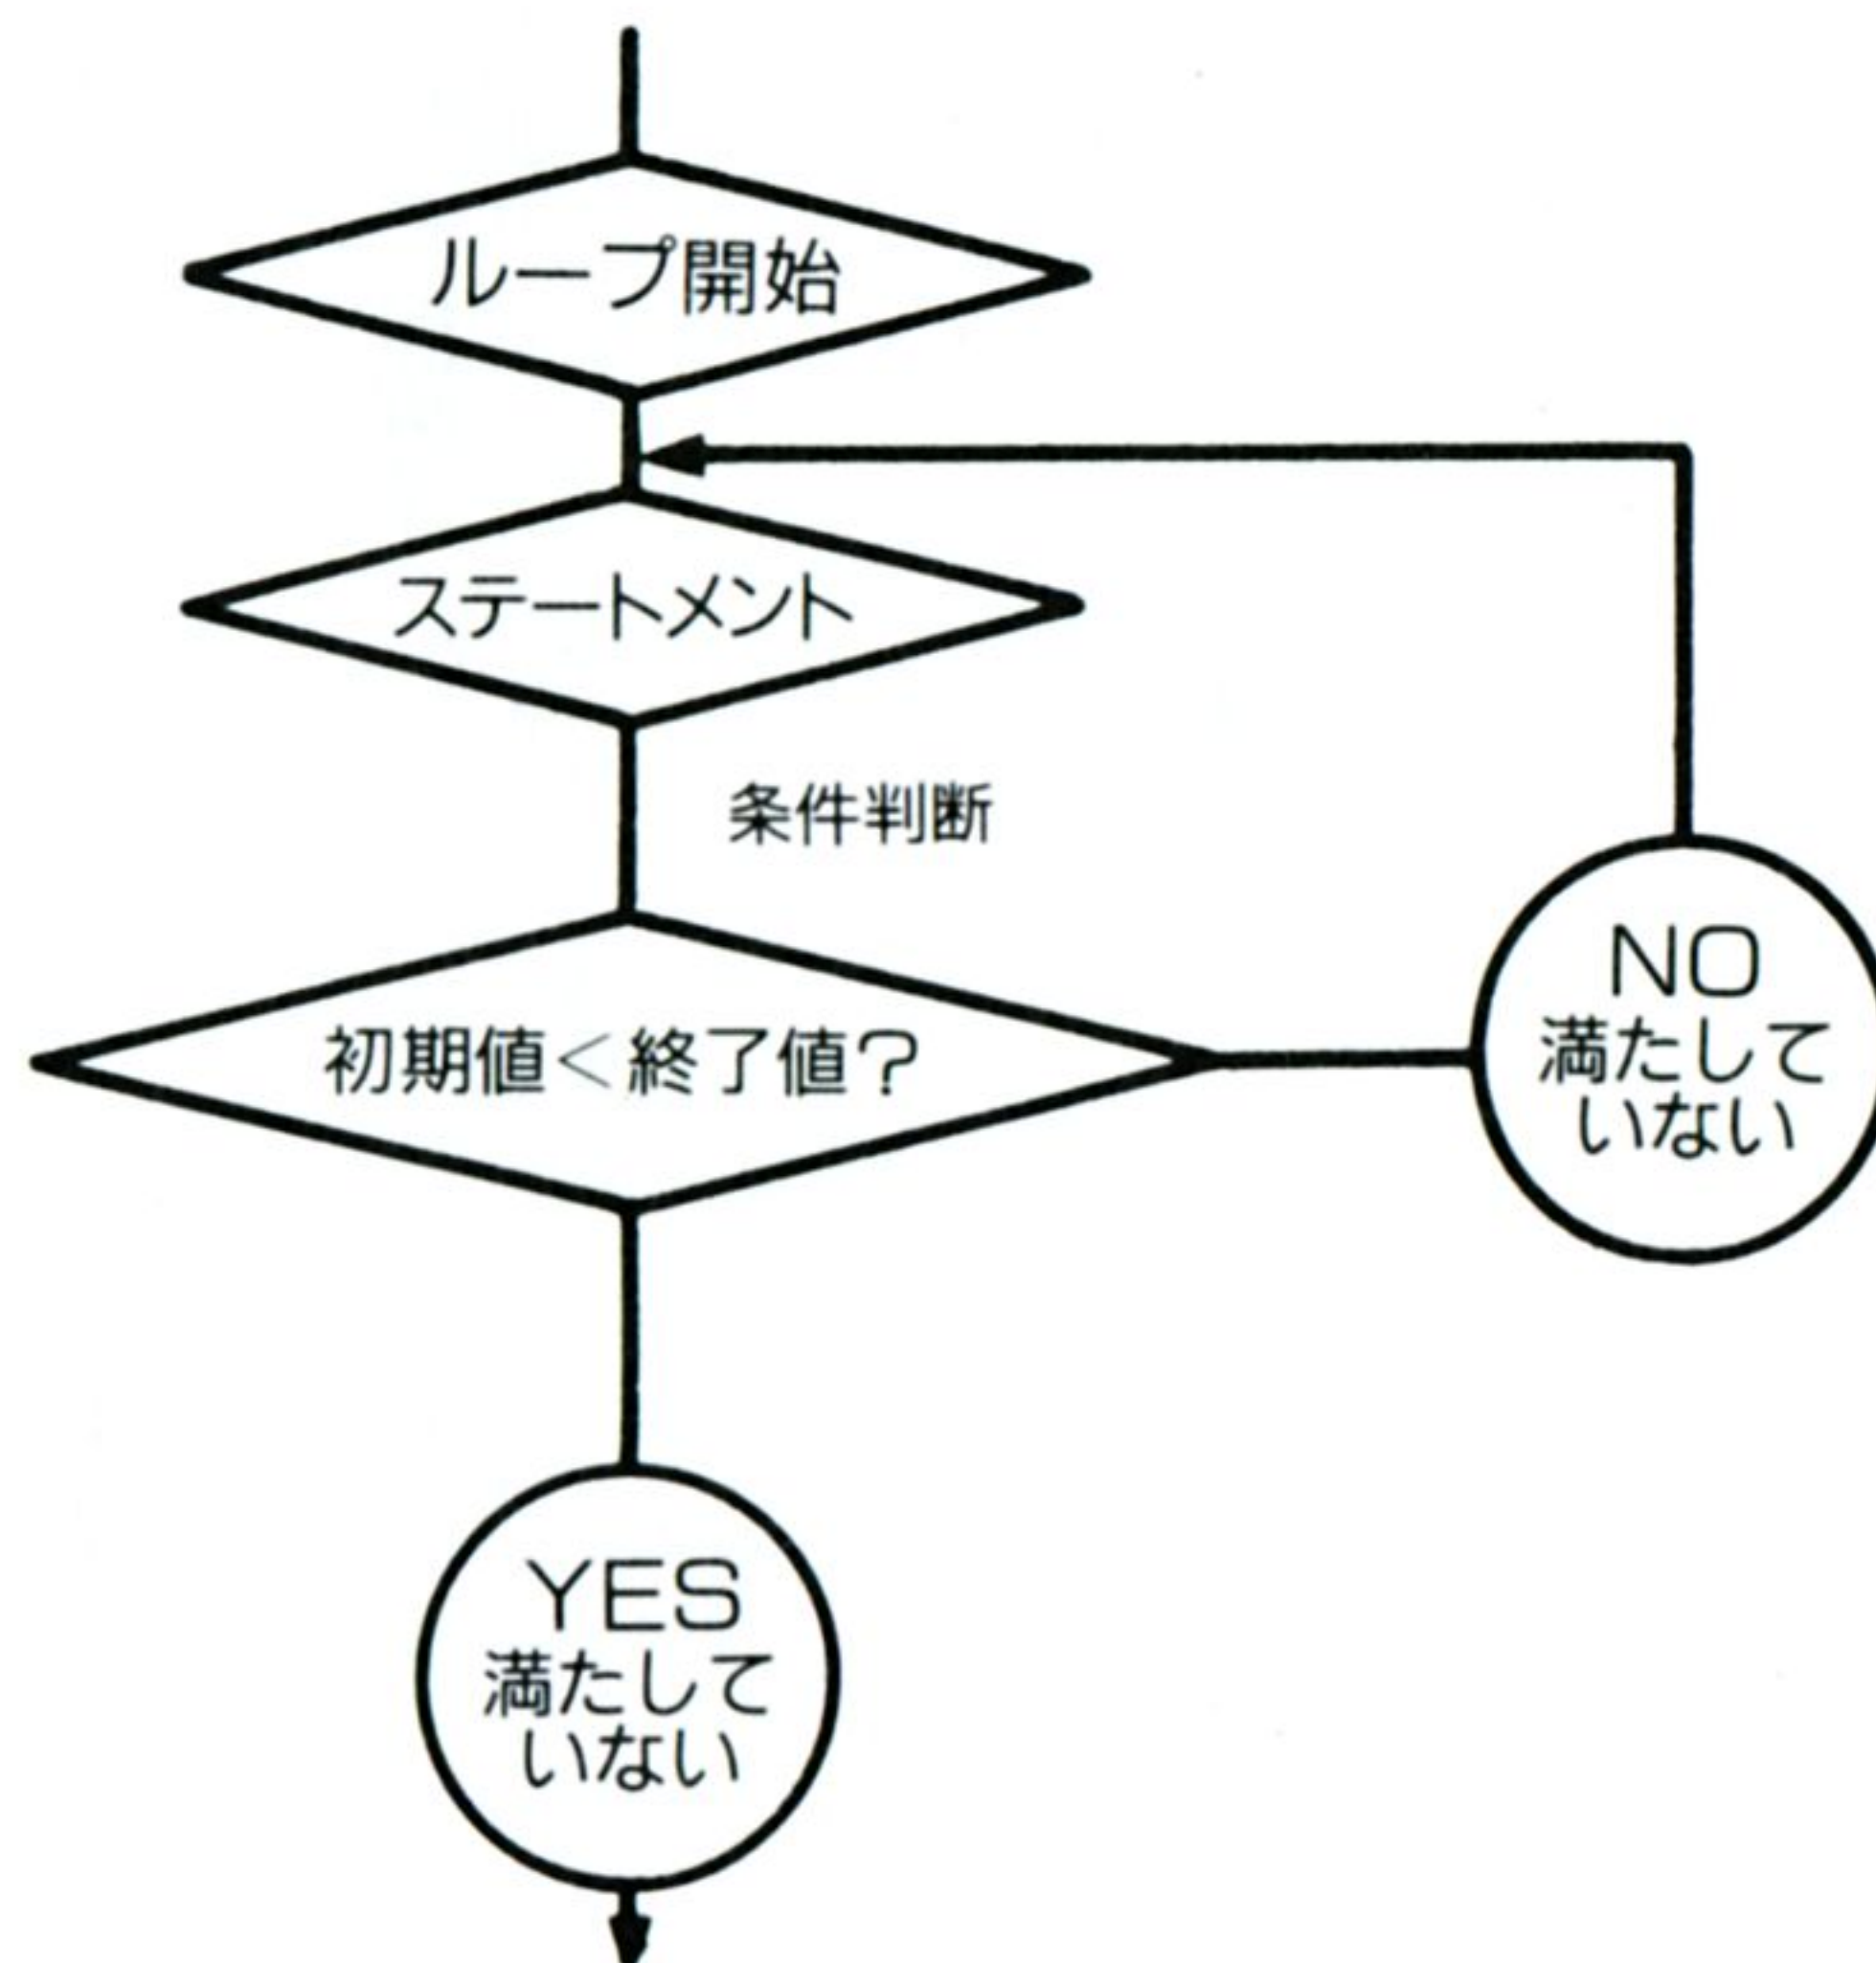 ループ開始
ステートメント
条件判断
初期値<終了値?
NO
満たして
いない
YES
満たして
いない